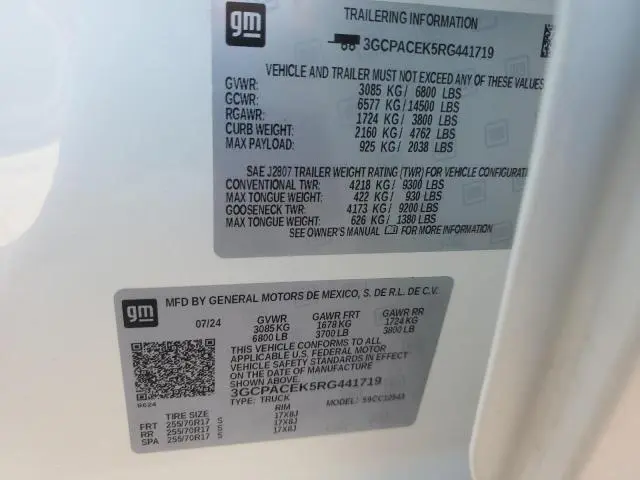 gm
TRAILERING INFORMATION
3GCPACEK5RG441719
VEHICLE AND TRAILER MUST NOT EXCEED ANY OF THESE VALUES
GVWR: 3085 KG/ 6800 LBS
GCWR: 6577 KG/14500 LBS
RGAWR: 1724 KG/ 3800 LBS
CURB WEIGHT: 2160 KG/ 4762 LBS
MAX PAYLOAD: 925 KG/ 2038 LBS
SAE J2807 TRAILER WEIGHT RATING (TWR) FOR VEHICLE
CONVENTIONAL TWR: 4218 KG/ 9300 LBS
MAX TONGUE WEIGHT: 422 KG/ 930 LBS
GOOSENECK TWR: 4173 KG/ 9200 LBS
MAX TONGUE WEIGHT: 626 KG/ 1380 LBS
SEE OWNER'S MANUAL FOR MORE INFORMATION
gm
MFD BY GENERAL MOTORS DE MEXICO, S. DE R.L. DE C.V.
07/24 GVWR GAWR FRT GAWR RR
3085 KG 1678 KG 1724 KG
6800 LB 3700 LB 3800 LB
THIS VEHICLE CONFORMS TO ALL
APPLICABLE U.S. FEDERAL MOTOR
VEHICLE SAFETY STANDARDS IN EFFECT
ON THE DATE OF MANUFACTURE
SHOWN ABOVE.
3GCPACEK5RG441719
TYPE: TRUCK MODEL:
TIRE SIZE RIM
FRT 255/70R17 S 17X8J
RR 255/70R17 S 17X8J
SPA 255/70R17 S 17X8J